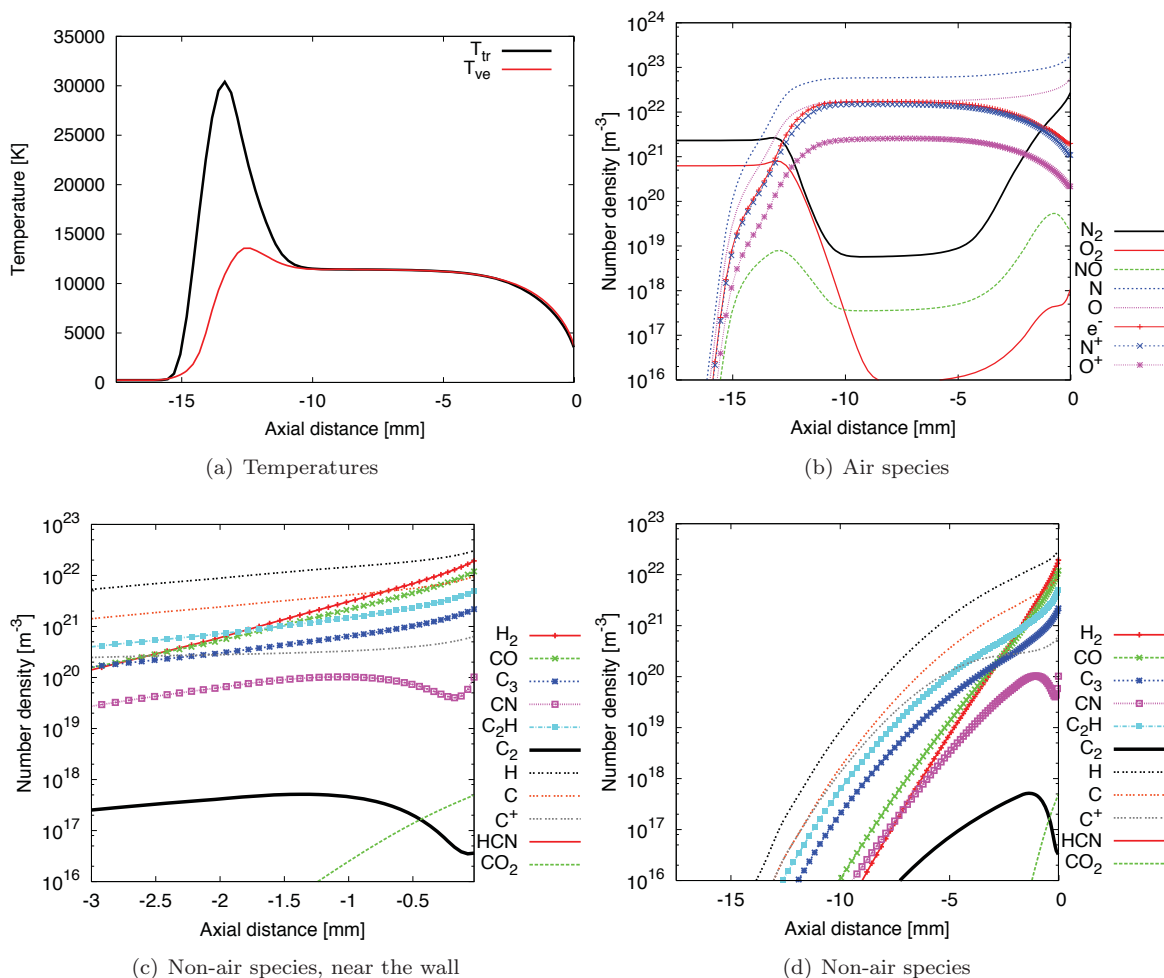 35000
30000
25000
20000
15000
10000
5000
0
Temperature [K]
-15
-10
-5
0
Axial distance [mm]
T_tr
T_ve
(a) Temperatures
10^24
10^23
10^22
10^21
10^20
10^19
10^18
10^17
10^16
Number density [m^-3]
-15
-10
-5
0
Axial distance [mm]
N_2
O_2
NO
N
O
e^-
N^+
O^+
(b) Air species
10^23
10^22
10^21
10^20
10^19
10^18
10^17
10^16
Number density [m^-3]
-3
-2.5
-2
-1.5
-1
-0.5
Axial distance [mm]
H_2
CO
C_3
CN
C_2H
C_2
H
C
C^+
HCN
CO_2
(c) Non-air species, near the wall
10^23
10^22
10^21
10^20
10^19
10^18
10^17
10^16
Number density [m^-3]
-15
-10
-5
0
Axial distance [mm]
H_2
CO
C_3
CN
C_2H
C_2
H
C
C^+
HCN
CO_2
(d) Non-air species